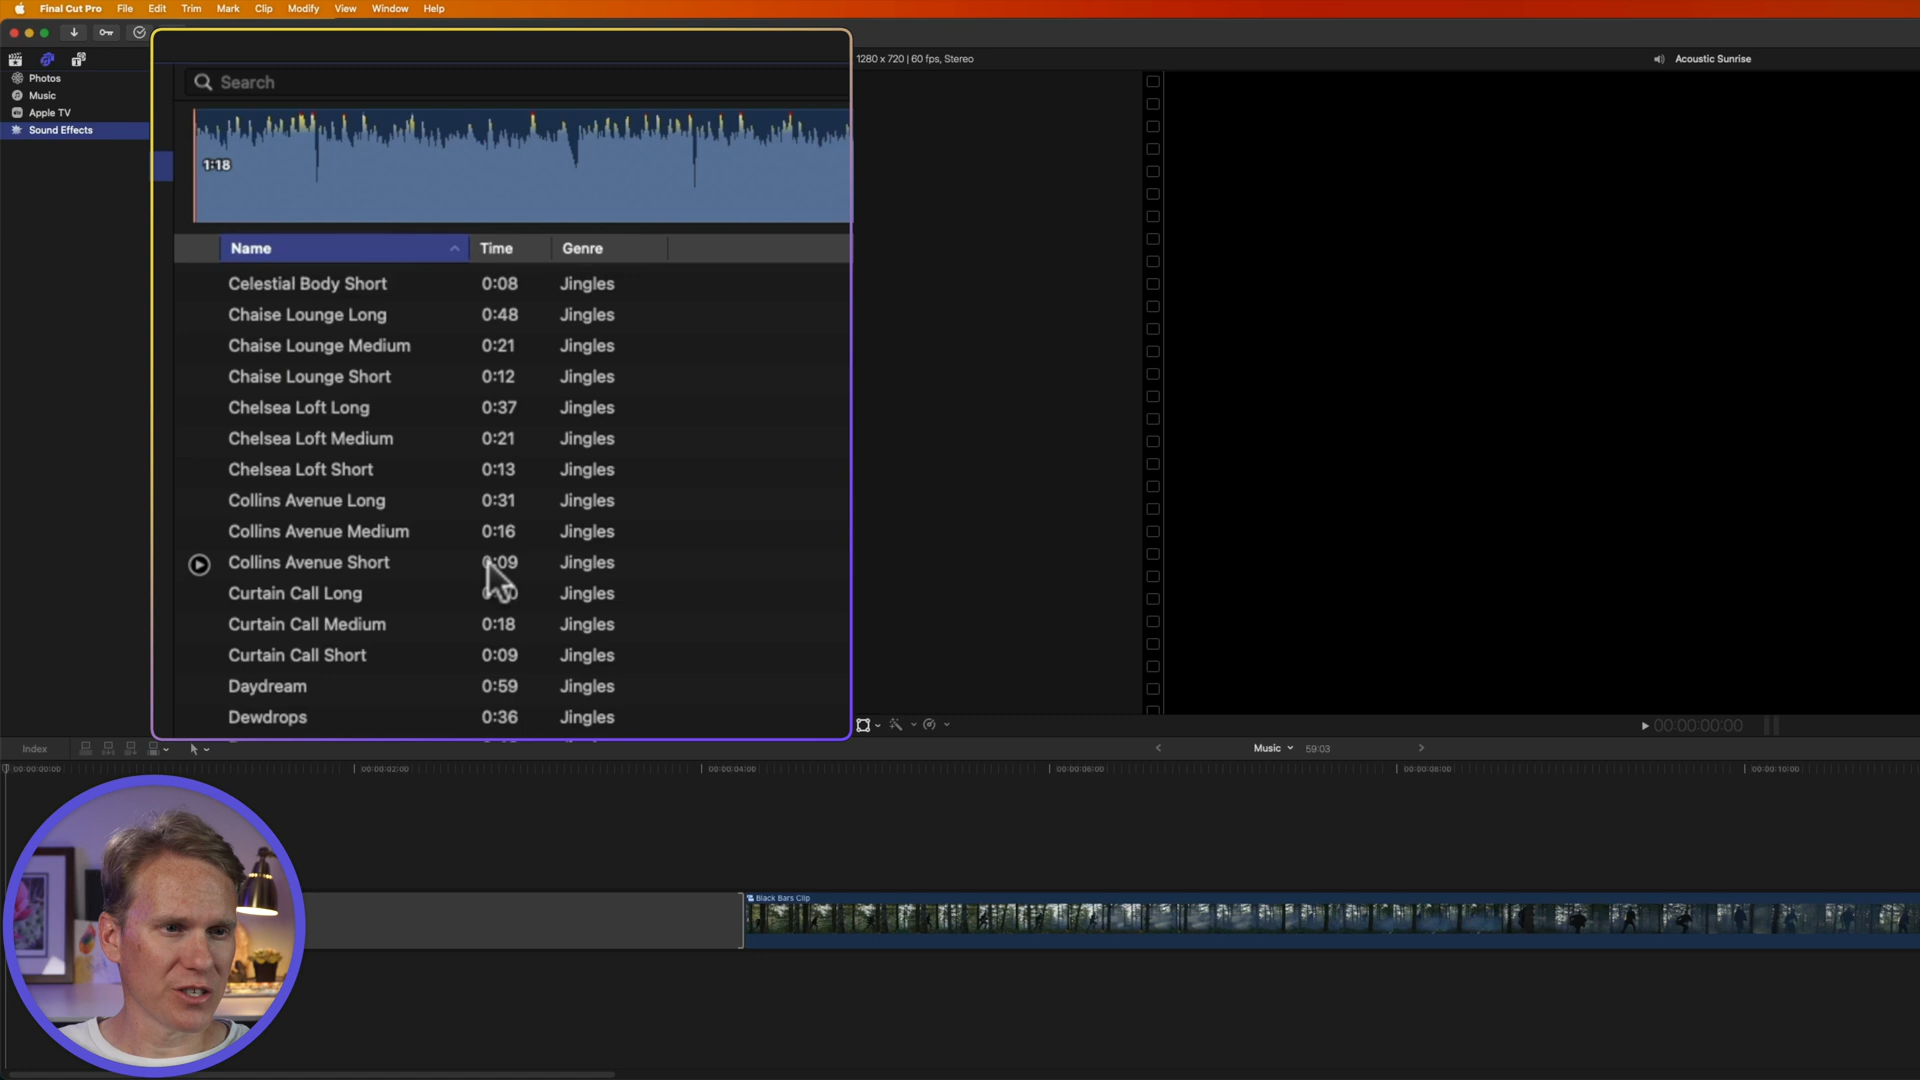 Final Cut Pro File Edit Trim Mark Clip Modify View Window Help
1280 x 720 | 60 fps, Stereo
Acoustic Sunrise
Photos
Music
Apple TV
Sound Effects
Search
1:18
Name Time Genre
Celestial Body Short 0:08 Jingles
Chaise Lounge Long 0:48 Jingles
Chaise Lounge Medium 0:21 Jingles
Chaise Lounge Short 0:12 Jingles
Chelsea Loft Long 0:37 Jingles
Chelsea Loft Medium 0:21 Jingles
Chelsea Loft Short 0:13 Jingles
Collins Avenue Long 0:31 Jingles
Collins Avenue Medium 0:16 Jingles
Collins Avenue Short 0:09 Jingles
Curtain Call Long Jingles
Curtain Call Medium 0:18 Jingles
Curtain Call Short 0:09 Jingles
Daydream 0:59 Jingles
Dewdrops 0:36 Jingles
00:00:00:00
Index
Music 59:03
00:00:00:00 00:00:02:00 00:00:04:00 00:00:06:00 00:00:08:00 00:00:10:00
Black Bars Clip